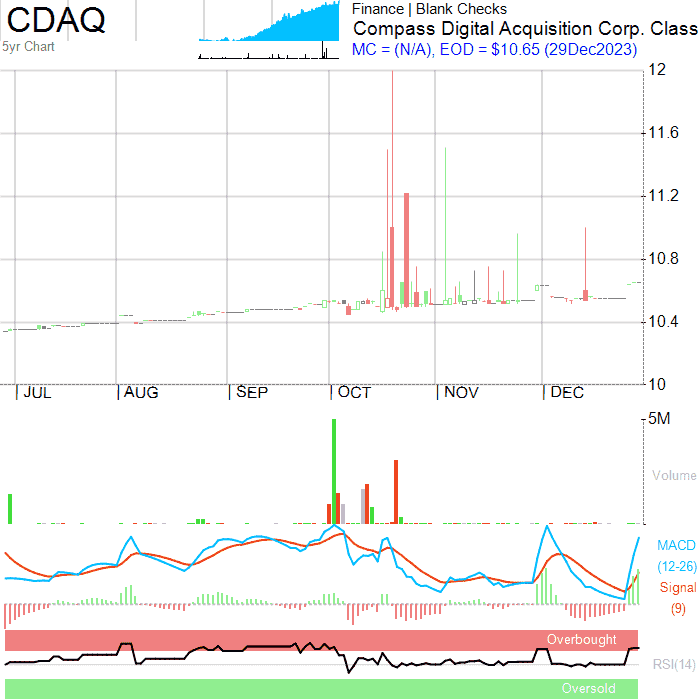 CDAQ
5yr Chart
Finance | Blank Checks
Compass Digital Acquisition Corp. Class
MC = (N/A), EOD = $10.65 (29Dec2023)
12
11.6
11.2
10.8
10.4
10
JUL
AUG
SEP
OCT
NOV
DEC
5M
Volume
MACD
(12-26)
Signal
(9)
Overbought
RSI(14)
Oversold